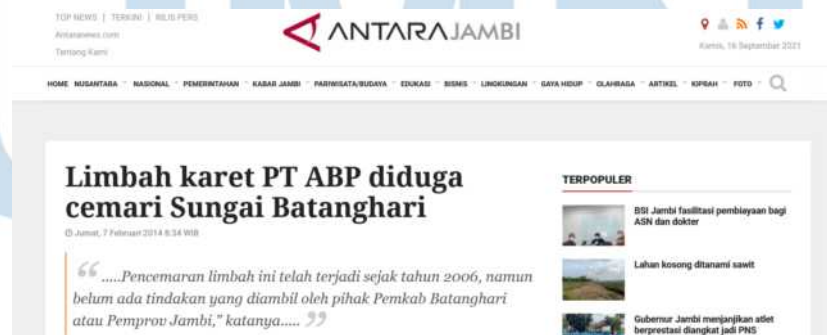 TOP NEWS | TERKINI | RILIS PERS
Antaranews.com
Tentang Kami
ANTARAJAMBI
Kamis, 16 September 2021
HOME NUSANTARA NASIONAL PEMERINTAHAN KABAR JAMBI PARIWISATA/BUDAYA EDUKASI BISNIS LINGKUNGAN GAYA HIDUP OLAHRAGA ARTIKEL KIPRAH FOTO
Limbah karet PT ABP diduga
cemari Sungai Batanghari
Jumat, 7 Februari 2014 8:34 WIB
“.....Pencemaran limbah ini telah terjadi sejak tahun 2006, namun
belum ada tindakan yang diambil oleh pihak Pemkab Batanghari
atau Pemprov Jambi," katanya.....”
TERPOPULER
BSI Jambi fasilitasi pembiayaan bagi
ASN dan dokter
Lahan kosong ditanami sawit
Gubernur Jambi menjanjikan atlet
berprestasi diangkat jadi PNS